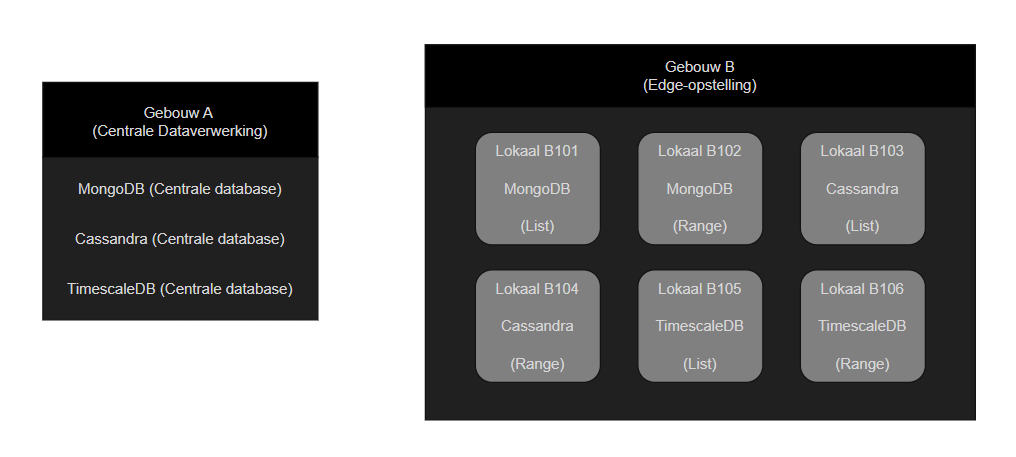 Gebouw A
(Centrale Dataverwerking)
MongoDB (Centrale database)
Cassandra (Centrale database)
TimescaleDB (Centrale database)
Gebouw B
(Edge-opstelling)
Lokaal B101
MongoDB
(List)
Lokaal B102
MongoDB
(Range)
Lokaal B103
Cassandra
(List)
Lokaal B104
Cassandra
(Range)
Lokaal B105
TimescaleDB
(List)
Lokaal B106
TimescaleDB
(Range)